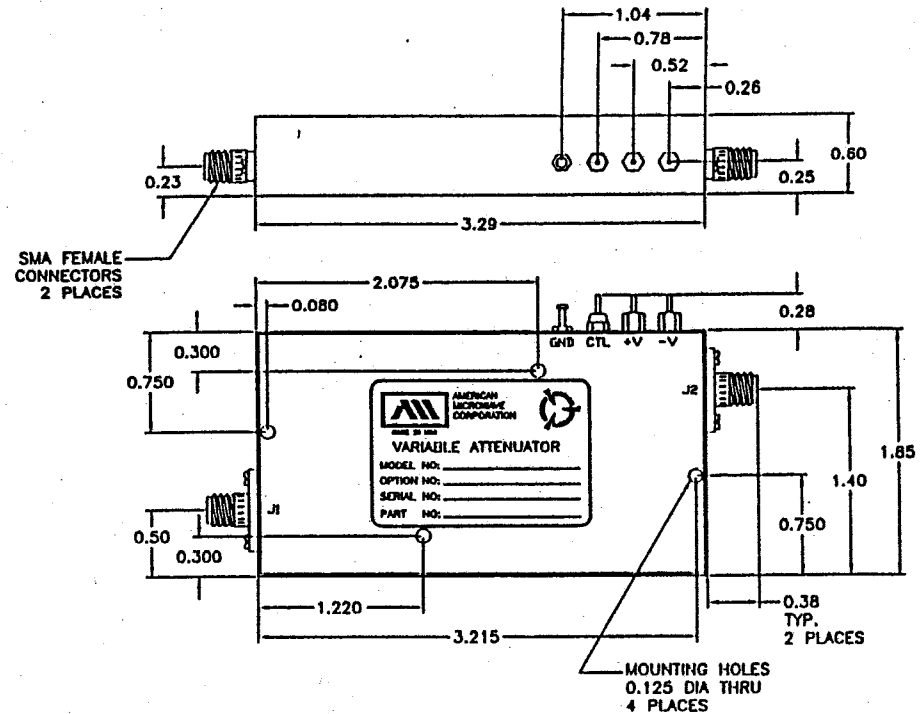 1.04
0.78
0.52
0.26
0.60
0.23
0.25
3.29
SMA FEMALE
CONNECTORS
2 PLACES
2.075
0.080
0.28
0.300
GND CTL +V -V
0.750
J2
AMERICAN
MICROWAVE
CORPORATION
VARIABLE ATTENUATOR
MODEL NO:
OPTION NO:
SERIAL NO:
PART NO:
1.85
1.40
J1
0.50
0.300
0.750
1.220
0.38
TYP.
2 PLACES
3.215
MOUNTING HOLES
0.125 DIA THRU
4 PLACES